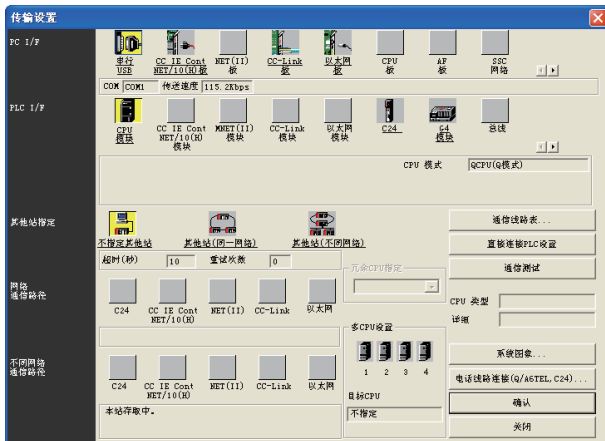 传输设置
PC I/F
串行 USB
CC IE Cont NET/10(H)板
NET(II) 板
CC-Link 板
以太网 板
CPU 板
AF 板
SSC 网络
COM COM1 传送速度 115.2Kbps
PLC I/F
CPU 模块
CC IE Cont NET/10(H) 模块
MNET(II) 模块
CC-Link 模块
以太网 模块
C24
G4 模块
总线
CPU 模式 QCPU(Q模式)
其他站指定
不指定其他站
其他站(同一网络)
其他站(不同网络)
通信线路表...
直接连接PLC设置
超时(秒) 10 重试次数 0
冗余CPU指定
通信测试
网络 通信路径
C24
CC IE Cont NET/10(H)
NET(II)
CC-Link
以太网
CPU 类型
详细
多CPU设置
1 2 3 4
目标CPU
不指定
不同网络 通信路径
C24
CC IE Cont NET/10(H)
NET(II)
CC-Link
以太网
本站存取中。
系统图象...
电话线路连接(Q/A6TEL,C24)...
确认
关闭